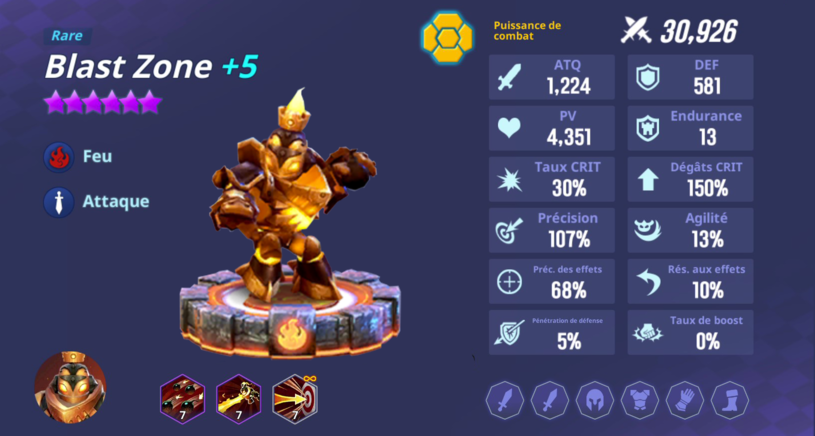 Rare
Blast Zone +5
Feu
Attaque
7
7
∞
7
Puissance de
combat
30,926
ATQ
1,224
DEF
581
PV
4,351
Endurance
13
Taux CRIT
30%
Dégâts CRIT
150%
Précision
107%
Agilité
13%
Préc. des effets
68%
Rés. aux effets
10%
Pénétration de défense
5%
Taux de boost
0%